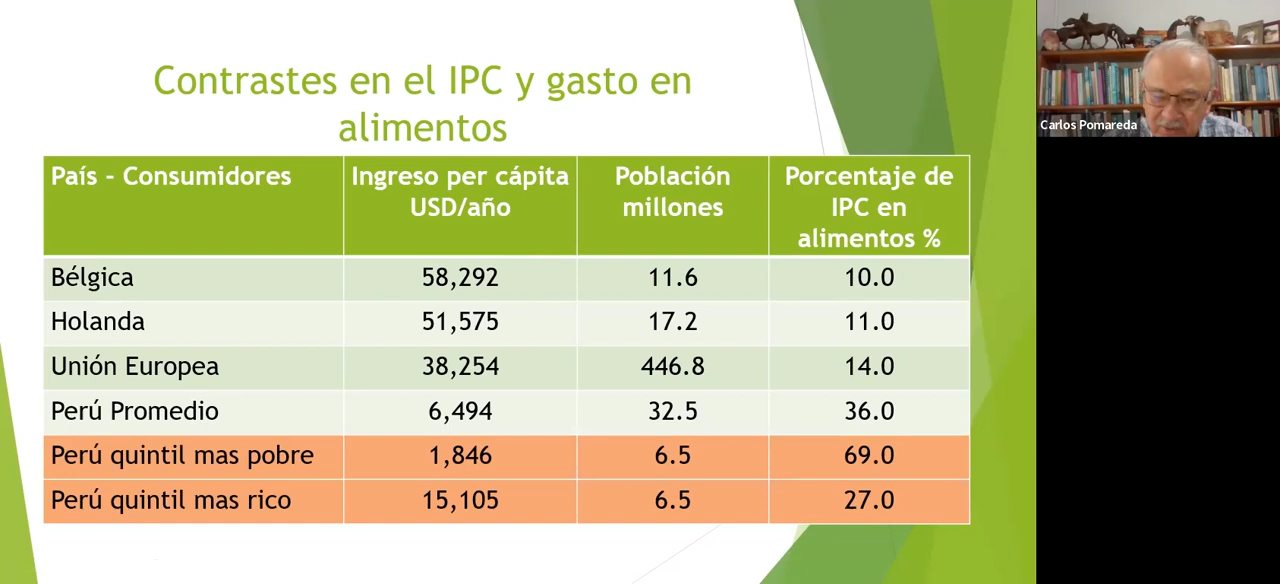 Contrastes en el IPC y gasto en
alimentos
País - Consumidores
Ingreso per cápita
USD/año
Población
millones
Porcentaje de
IPC en
alimentos %
Bélgica 58,292 11.6 10.0
Holanda 51,575 17.2 11.0
Unión Europea 38,254 446.8 14.0
Perú Promedio 6,494 32.5 36.0
Perú quintil mas pobre 1,846 6.5 69.0
Perú quintil mas rico 15,105 6.5 27.0
Carlos Pomareda